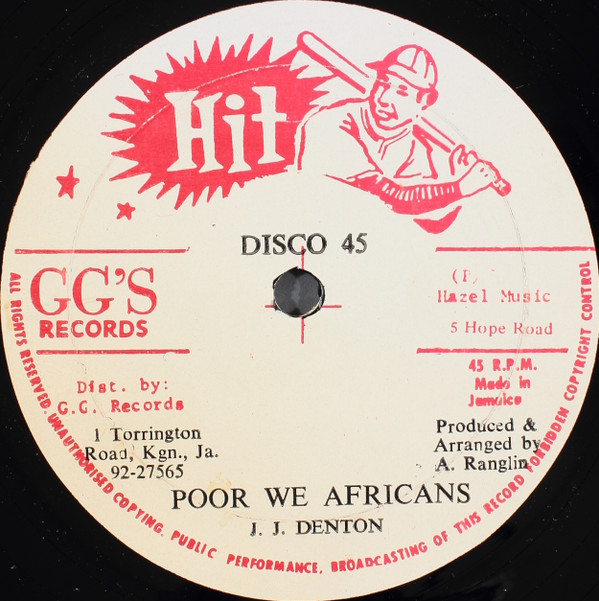 Hit
DISCO 45
GG'S
RECORDS
Dist. by:
G.G. Records
1 Torrington
Road, Kgn., Ja.
92-27565
(P)
Hazel Music
5 Hope Road
45 R.P.M.
Made in
Jamaica
Produced &
Arranged by
A. Ranglin
POOR WE AFRICANS
J. J. DENTON
ALL RIGHTS RESERVED. UNAUTHORISED COPYING, PUBLIC PERFORMANCE, BROADCASTING OF THIS RECORD FORBIDDEN COPYRIGHT CONTROL